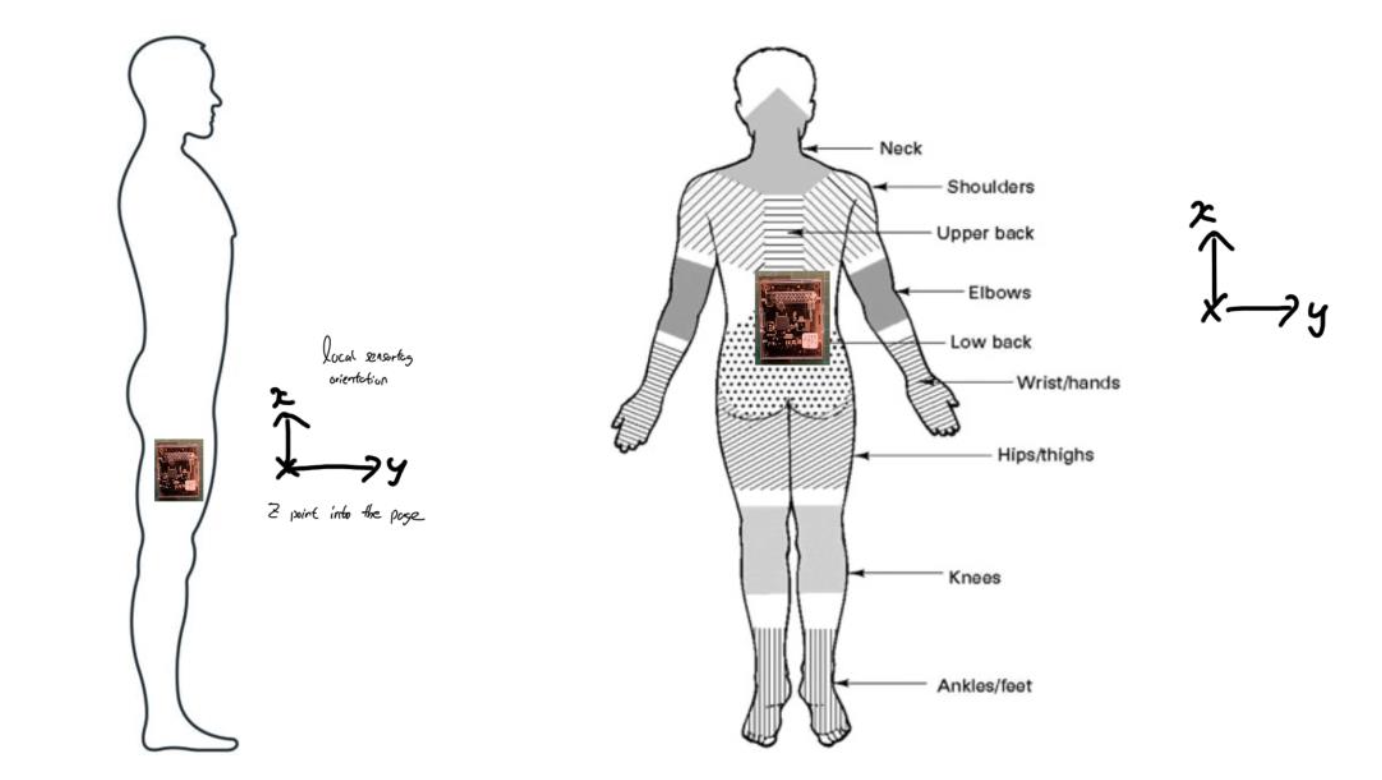 local sensortag
orientation
x
y
Z point into the page
Neck
Shoulders
Upper back
Elbows
Low back
Wrist/hands
Hips/thighs
Knees
Ankles/feet
x
y